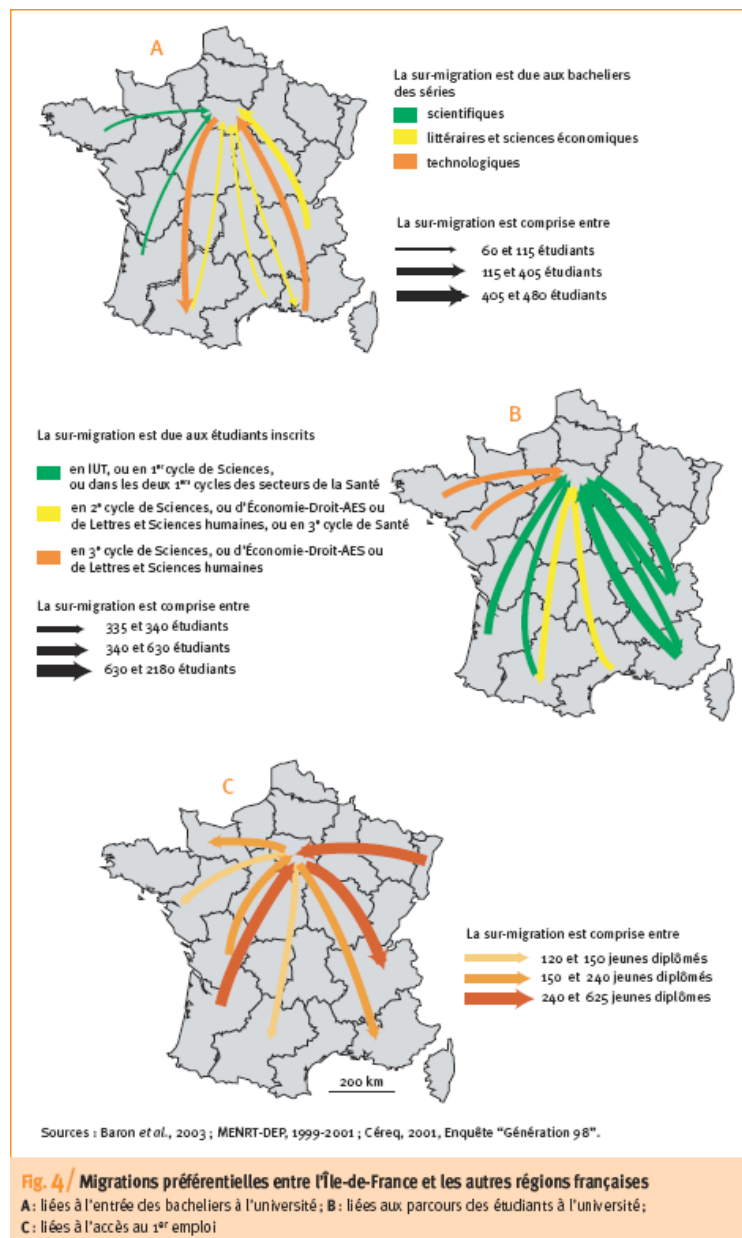 A
La sur-migration est due aux bacheliers
des séries
scientifiques
littéraires et sciences économiques
technologiques
La sur-migration est comprise entre
60 et 115 étudiants
115 et 405 étudiants
405 et 480 étudiants
B
La sur-migration est due aux étudiants inscrits
en IUT, ou en 1er cycle de Sciences,
ou dans les deux 1ers cycles des secteurs de la Santé
en 2e cycle de Sciences, ou d'Économie-Droit-AES ou
de Lettres et Sciences humaines, ou en 3e cycle de Santé
en 3e cycle de Sciences, ou d'Économie-Droit-AES ou
de Lettres et Sciences humaines
La sur-migration est comprise entre
335 et 340 étudiants
340 et 630 étudiants
630 et 2180 étudiants
C
La sur-migration est comprise entre
120 et 150 jeunes diplômés
150 et 240 jeunes diplômés
240 et 625 jeunes diplômes
200 km
Sources : Baron et al., 2003 ; MENRT-DEP, 1999-2001 ; Céreq, 2001, Enquête "Génération 98".
Fig. 4/ Migrations préférentielles entre l'Île-de-France et les autres régions françaises
A : liées à l'entrée des bacheliers à l'université ; B : liées aux parcours des étudiants à l'université ;
C : liées à l'accès au 1er emploi